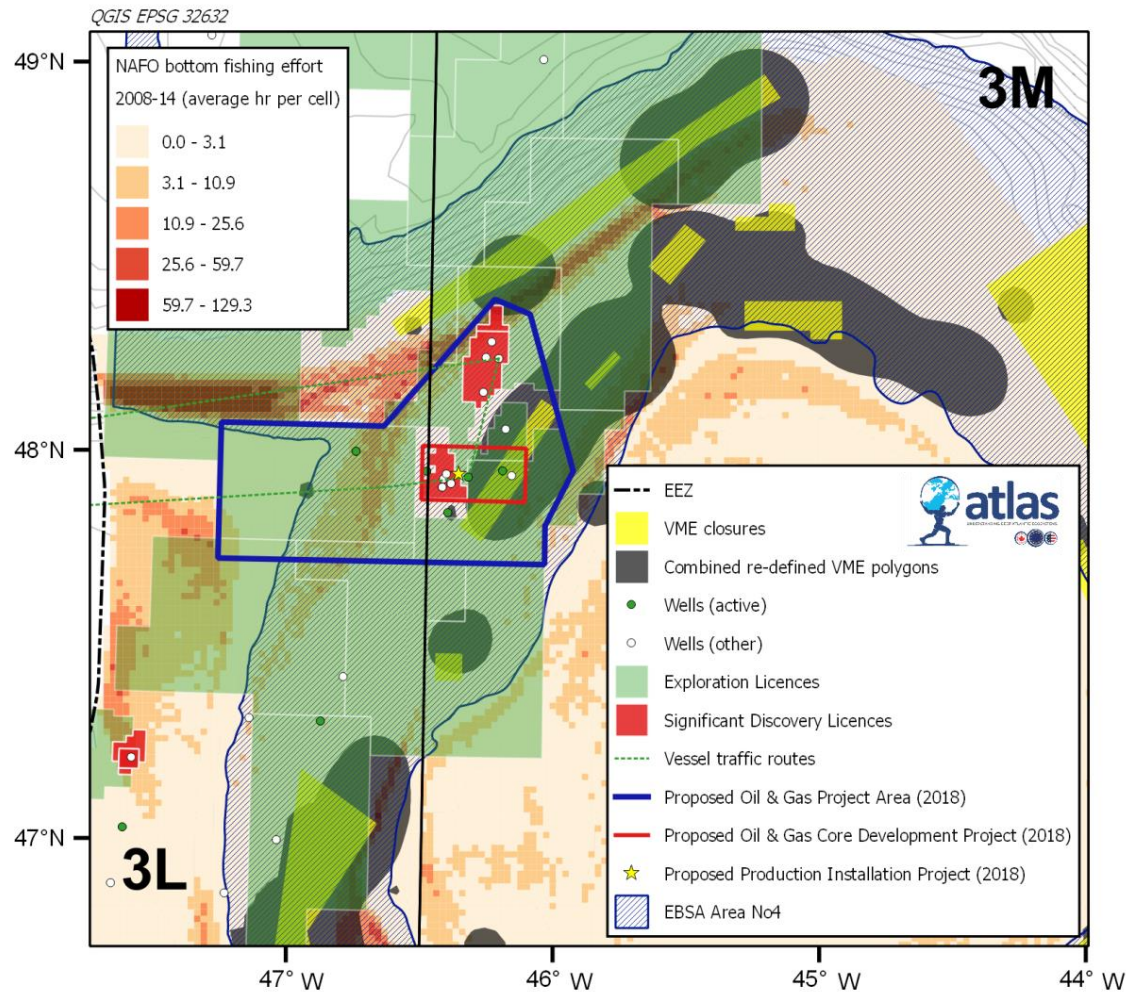 QGIS EPSG 32632
49° N
48° N
47° N
NAFO bottom fishing effort
2008-14 (average hr per cell)
0.0 - 3.1
3.1 - 10.9
10.9 - 25.6
25.6 - 59.7
59.7 - 129.3
3M
3L
EEZ
VME closures
Combined re-defined VME polygons
Wells (active)
Wells (other)
Exploration Licences
Significant Discovery Licences
Vessel traffic routes
Proposed Oil & Gas Project Area (2018)
Proposed Oil & Gas Core Development Project (2018)
Proposed Production Installation Project (2018)
EBSA Area No4
atlas
47° W
46° W
45° W
44° W